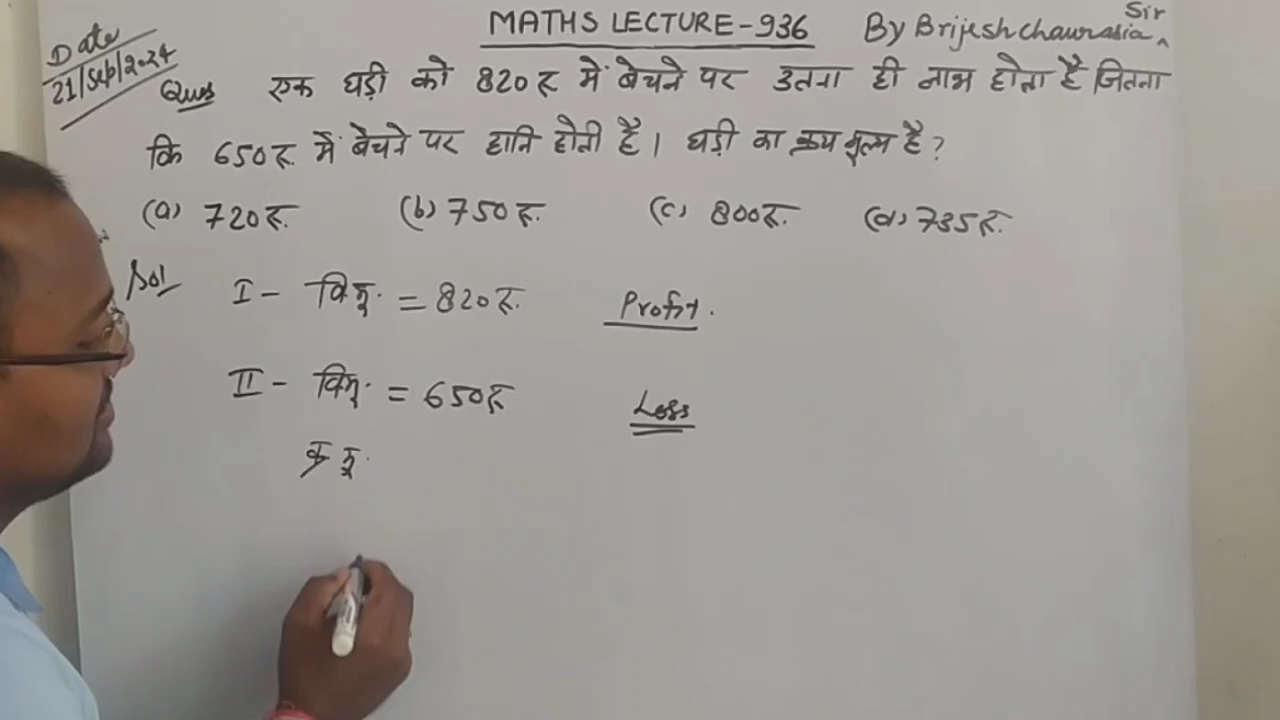 MATHS LECTURE-936 By Brijesh chaurasia Sir
Date
21/Sep/2024
Ques एक घड़ी को 820रु में बेचने पर उतना ही लाभ होता है जितना
कि 650रु. में बेचने पर हानि होती है। घड़ी का क्रय मूल्य है?
(a) 720रु. (b) 750रु. (c) 800रु. (d) 735रु.
Sol I - वि.मू. = 820रु. Profit.
II - वि.मू. = 650रु Loss
क्र मू.